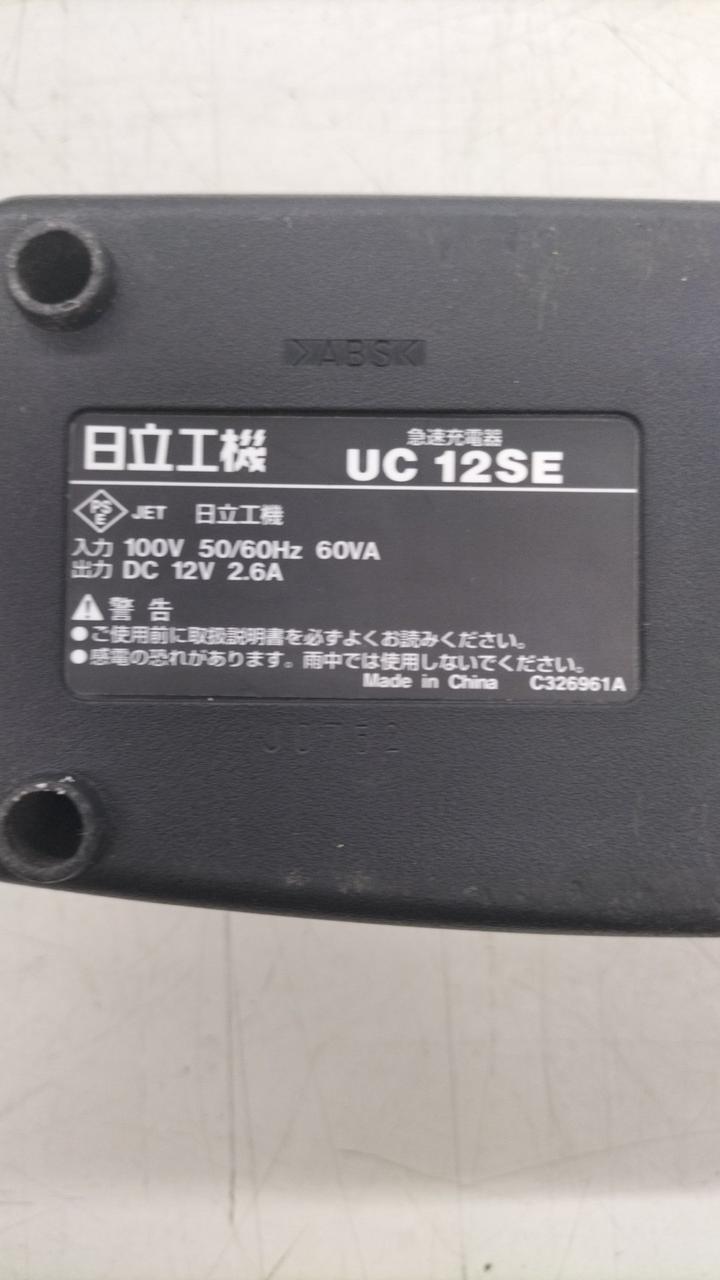 >ABS<
日立工機
急速充電器
UC 12SE
PS
E
JET 日立工機
入力 100V 50/60Hz 60VA
出力 DC 12V 2.6A
警告
●ご使用前に取扱説明書を必ずよくお読みください。
●感電の恐れがあります。雨中では使用しないでください。
Made in China C326961A